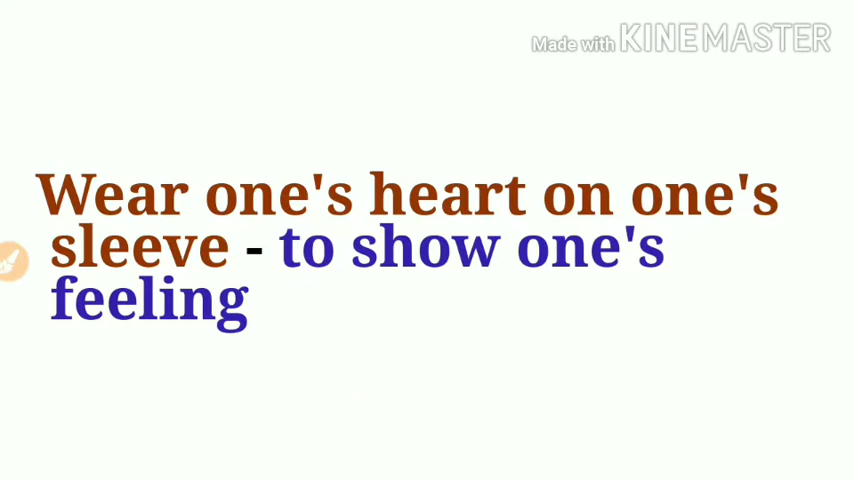 Made with KINEMASTER
Wear one's heart on one's
sleeve - to show one's
feeling